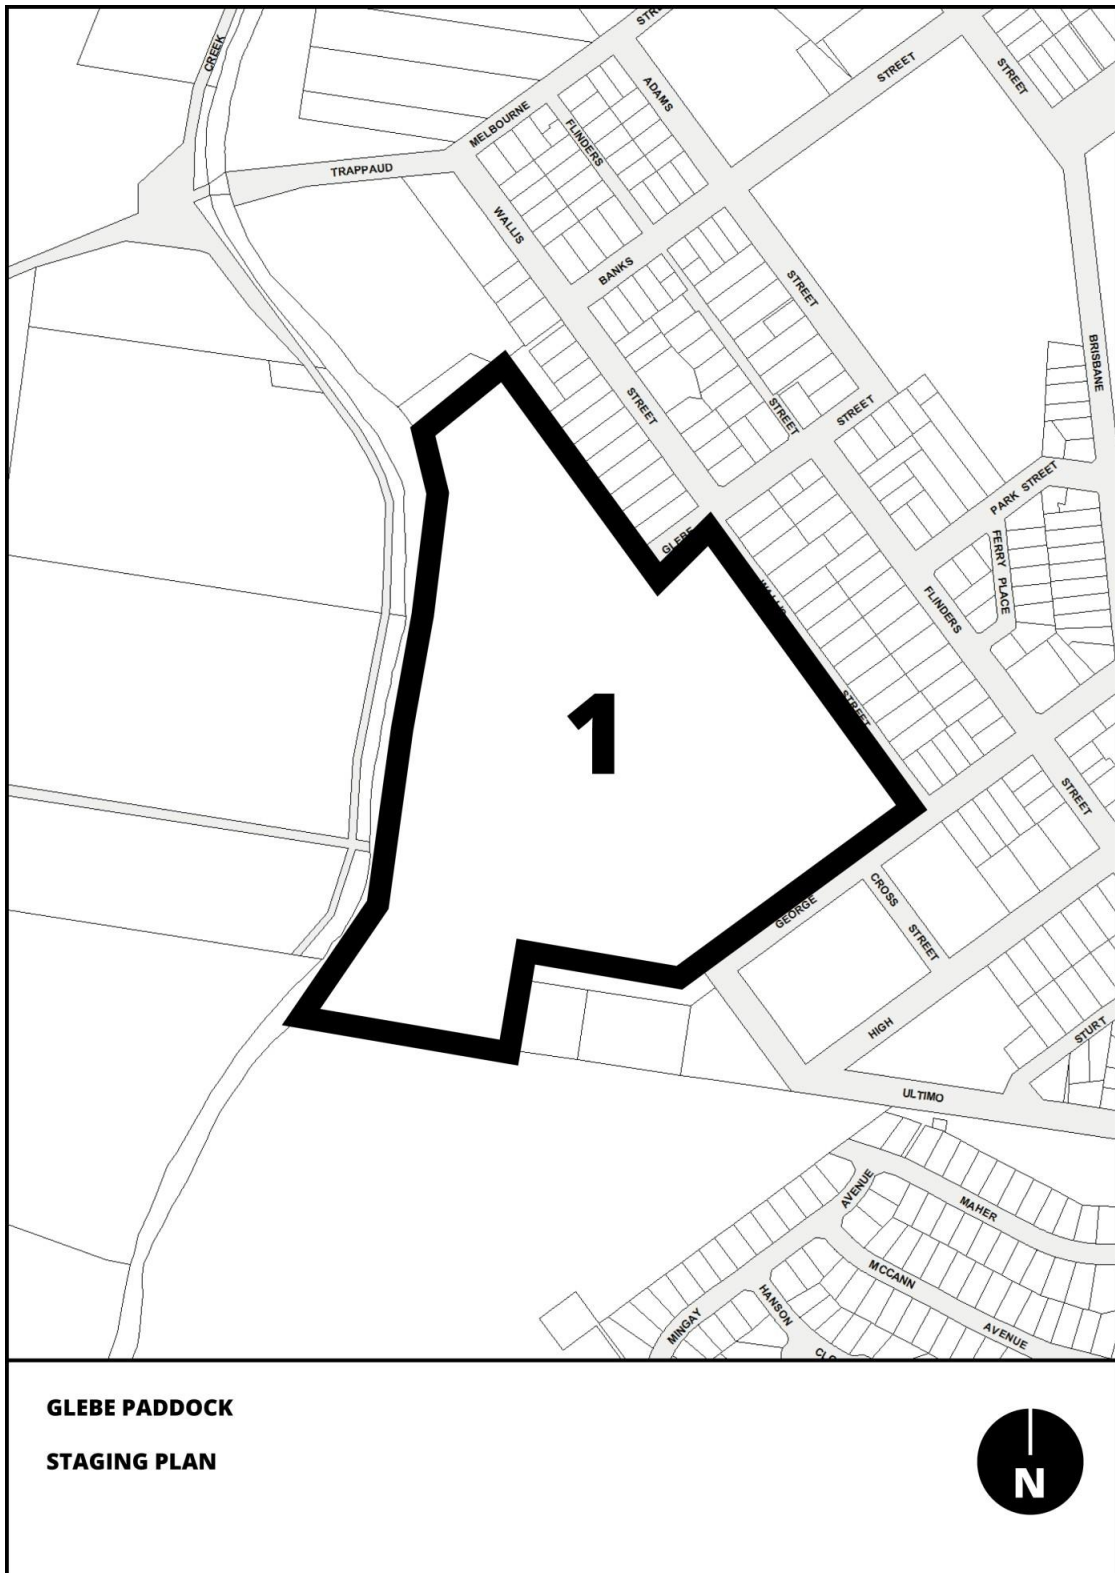 STREET
CREEK
STREET
STREET
ADAMS
MELBOURNE
FLINDERS
TRAPPAUD
WALLIS
BANKS
STREET
BRISBANE
STREET
STREET
STREET
PARK STREET
GLEBE
FERRY PLACE
WALLIS
FLINDERS
STREET
1
STREET
CROSS
STREET
GEORGE
HIGH
STURT
ULTIMO
AVENUE
MAHER
MCCANN
HANSON
MINGAY
AVENUE
GLEBE PADDOCK
STAGING PLAN
N